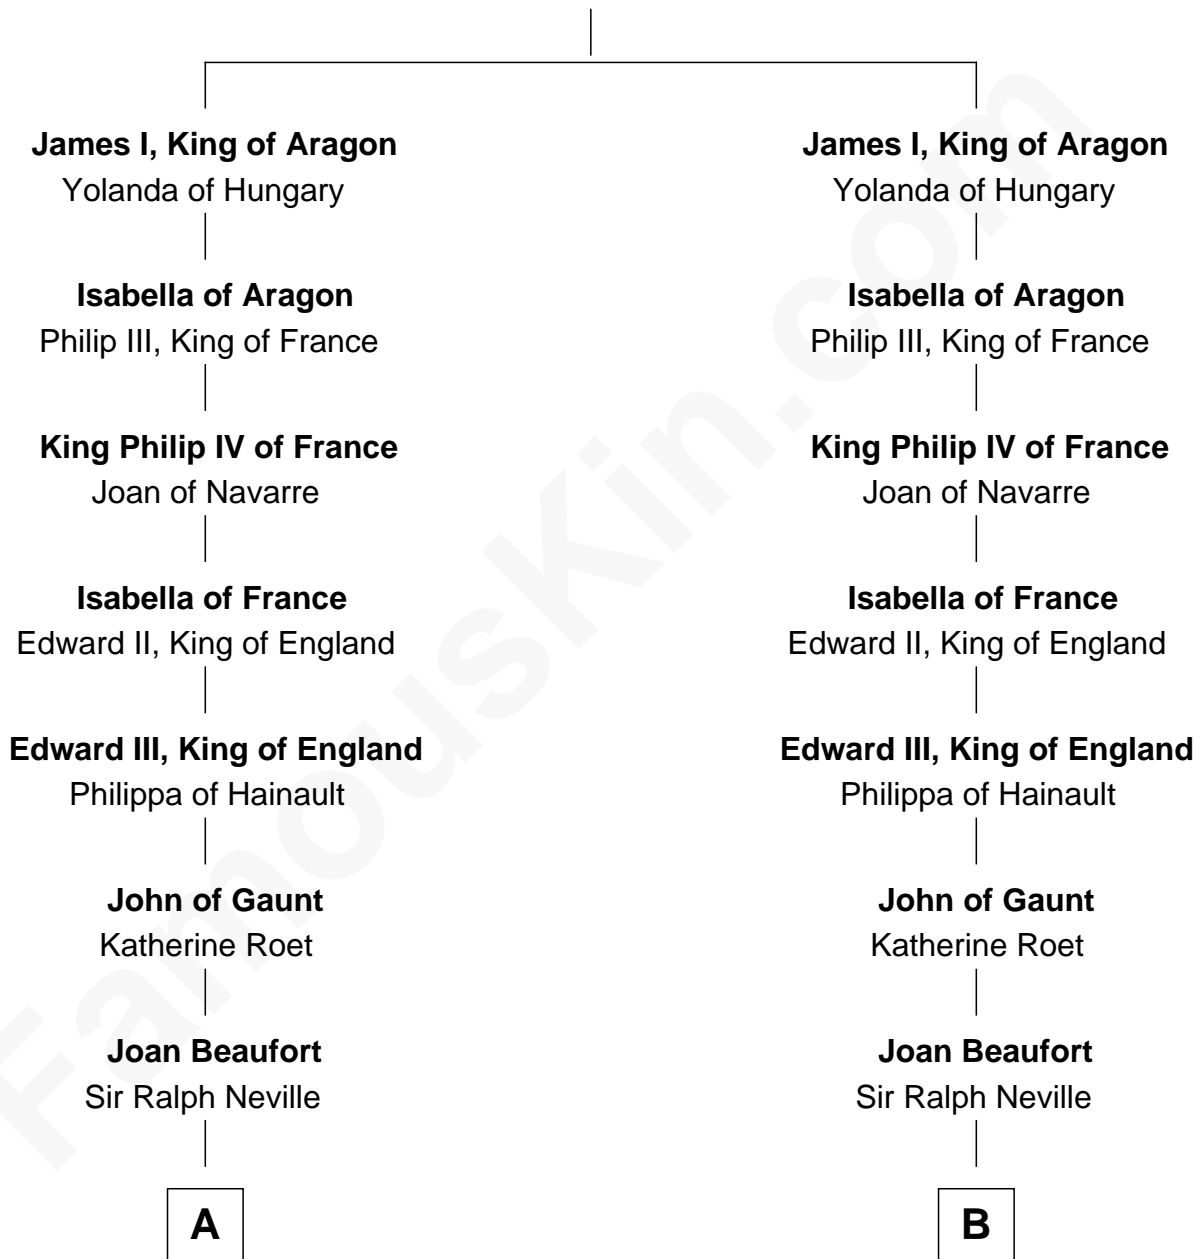 James I, King of Aragon
Yolanda of Hungary
Isabella of Aragon
Philip III, King of France
King Philip IV of France
Joan of Navarre
Isabella of France
Edward II, King of England
Edward III, King of England
Philippa of Hainault
John of Gaunt
Katherine Roet
Joan Beaufort
Sir Ralph Neville
A
James I, King of Aragon
Yolanda of Hungary
Isabella of Aragon
Philip III, King of France
King Philip IV of France
Joan of Navarre
Isabella of France
Edward II, King of England
Edward III, King of England
Philippa of Hainault
John of Gaunt
Katherine Roet
Joan Beaufort
Sir Ralph Neville
B
FamousKin.com